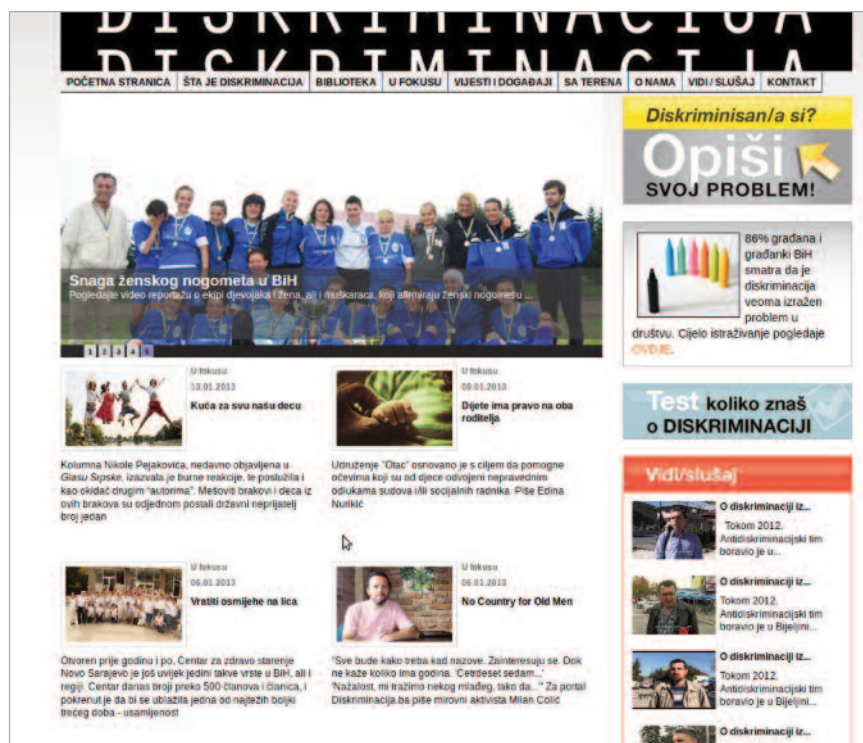 DISKRIMINACIJA
DISKRIMINACIJA
POČETNA STRANICA ŠTA JE DISKRIMINACIJA BIBLIOTEKA U FOKUSU VIJESTI I DOGAĐAJI SA TERENA O NAMA VIDI / SLUŠAJ KONTAKT
Snaga ženskog nogometa u BiH
Pogledajte video reportažu o ekipi djevojaka i žena, ali i muškaraca, koji afirmiraju ženski nogomet u ...
1 2 3 4 5
U fokusu
13.01.2013
Kuća za svu našu decu
Kolumna Nikole Pejakovića, nedavno objavljena u
Glasu Srpske, izazvala je burne reakcije, te poslužila i
kao okidač drugim "autorima". Mešoviti brakovi i deca iz
ovih brakova su odjednom postali državni neprijatelj
broj jedan
U fokusu
09.01.2013
Dijete ima pravo na oba
roditelja
Udruženje "Otac" osnovano je s ciljem da pomogne
očevima koji su od djece odvojeni nepravednim
odlukama sudova i/ili socijalnih radnika. Piše Edina
Nurikić
U fokusu
06.01.2013
Vratiti osmijehe na lica
Otvoren prije godinu i po, Centar za zdravo starenje
Novo Sarajevo je još uvijek jedini takve vrste u BiH, ali i
regiji. Centar danas broji preko 500 članova i članica, i
pokrenut je da bi se ublažila jedna od najtežih boljki
trećeg doba - usamljenost
U fokusu
06.01.2013
No Country for Old Men
"Sve bude kako treba kad nazove. Zainteresuju se. Dok
ne kaže koliko ima godina. 'Četrdeset sedam...'
'Nažalost, mi tražimo nekog mlađeg, tako da...'" Za portal
Diskriminacija.ba piše mirovni aktivista Milan Colić
Diskriminisan/a si?
Opiši
SVOJ PROBLEM!
86% građana i
građanki BiH
smatra da je
diskriminacija
veoma izražen
problem u
društvu. Cijelo istraživanje pogledaje
OVDJE.
Test koliko znaš
o DISKRIMINACIJI
Vidi/slušaj
O diskriminaciji iz...
Tokom 2012.
Antidiskriminacijski tim
boravio je u...
O diskriminaciji iz...
Tokom 2012.
Antidiskriminacijski tim
boravio je u Bijeljini...
O diskriminaciji iz...
Tokom 2012.
Antidiskriminacijski tim
boravio je u Bijeljini...
O diskriminaciji iz...